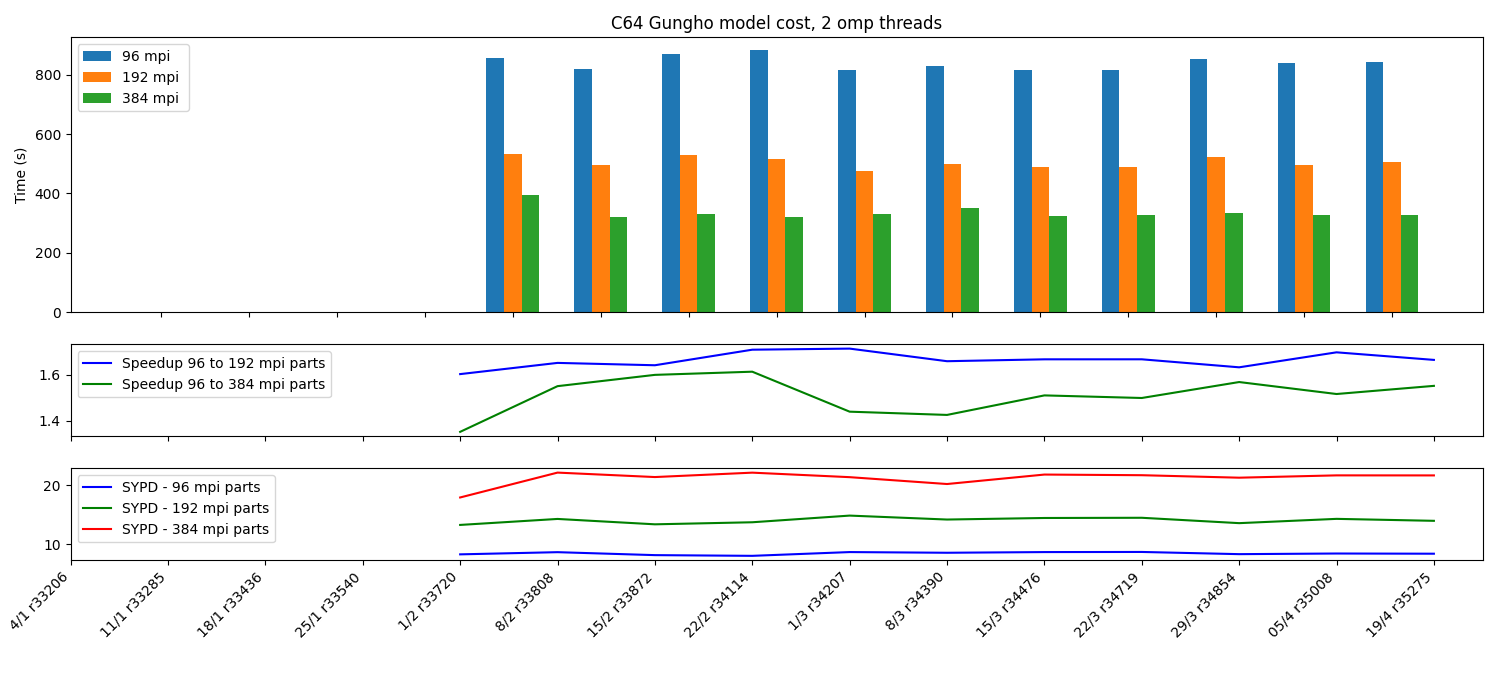 C64 Gungho model cost, 2 omp threads
Time (s)
800
600
400
200
0
96 mpi
192 mpi
384 mpi
1.6
1.4
Speedup 96 to 192 mpi parts
Speedup 96 to 384 mpi parts
20
10
SYPD - 96 mpi parts
SYPD - 192 mpi parts
SYPD - 384 mpi parts
4/1 r33206
11/1 r33285
18/1 r33436
25/1 r33540
1/2 r33720
8/2 r33808
15/2 r33872
22/2 r34114
1/3 r34207
8/3 r34390
15/3 r34476
22/3 r34719
29/3 r34854
05/4 r35008
19/4 r35275